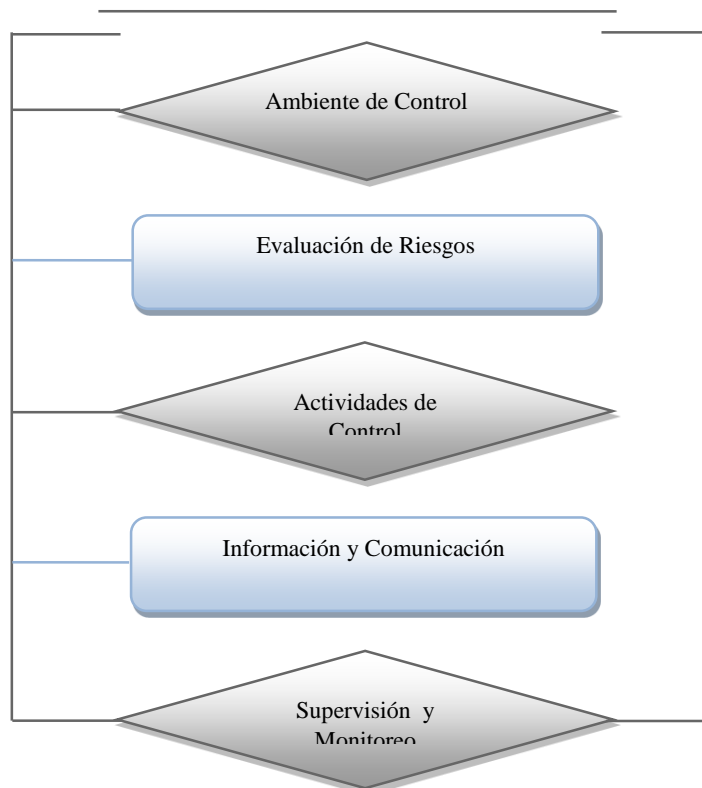 Ambiente de Control
Evaluación de Riesgos
Actividades de
Control
Información y Comunicación
Supervisión y
Monitoreo